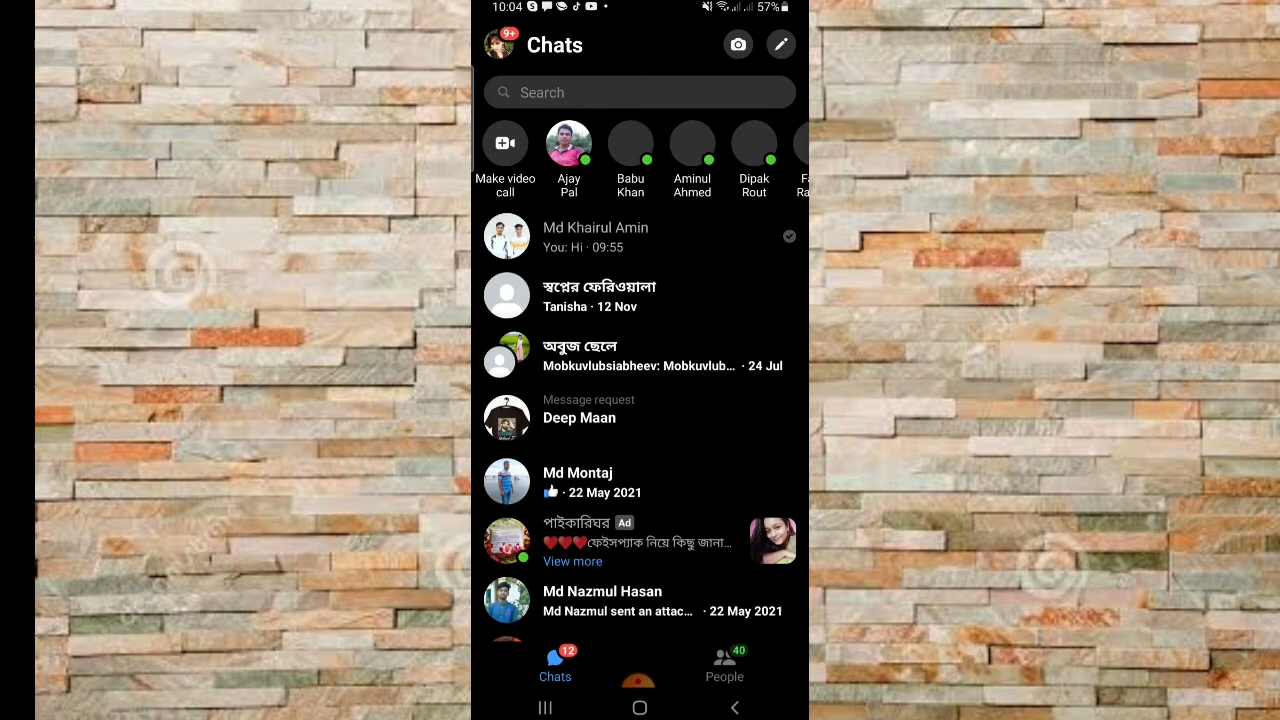 10:04
57%
9+
Chats
Search
Make video call
Ajay Pal
Babu Khan
Aminul Ahmed
Dipak Rout
Md Khairul Amin
You: Hi · 09:55
স্বপ্নের ফেরিওয়ালা
Tanisha · 12 Nov
অবুজ ছেলে
Mobkuvlubsiabheev: Mobkuvlub... · 24 Jul
Message request
Deep Maan
Md Montaj
👍 · 22 May 2021
পাইকারিঘর Ad
❤️❤️❤️ফেইসপ্যাক নিয়ে কিছু জানা...
View more
Md Nazmul Hasan
Md Nazmul sent an attac... · 22 May 2021
12
40
Chats
People